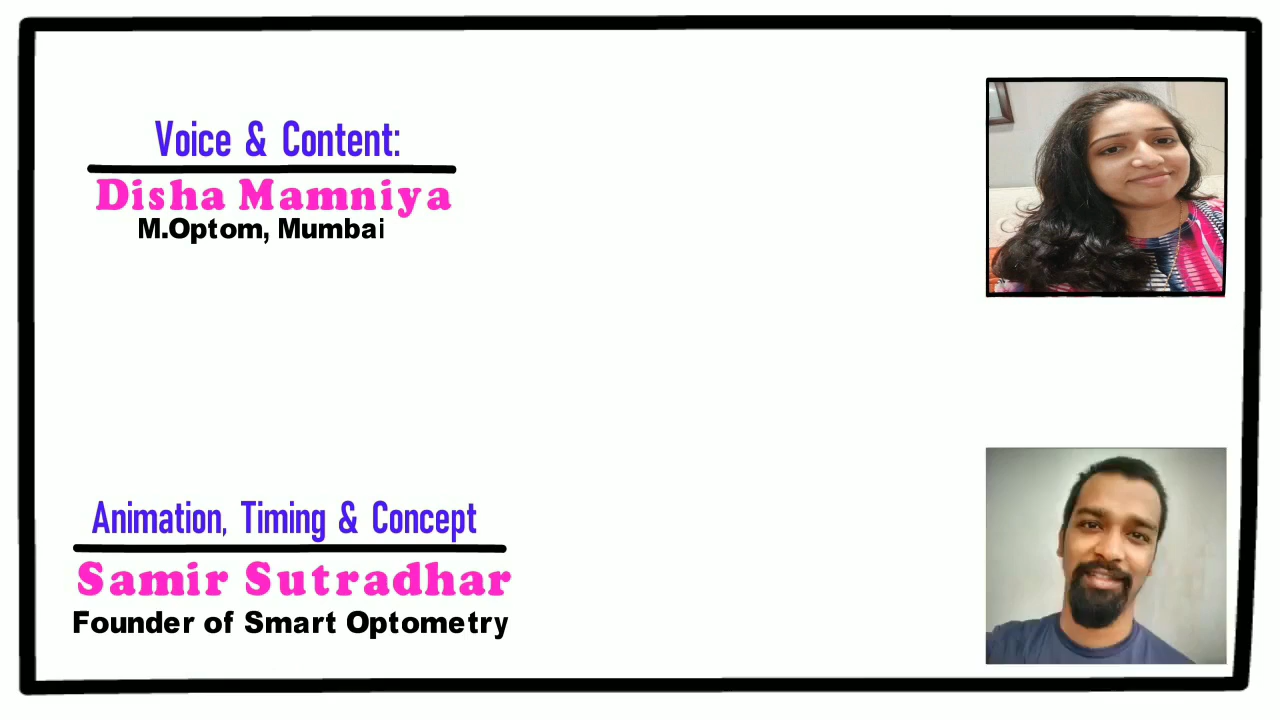 Voice & Content:
Disha Mamniya
M.Optom, Mumbai
Animation, Timing & Concept
Samir Sutradhar
Founder of Smart Optometry